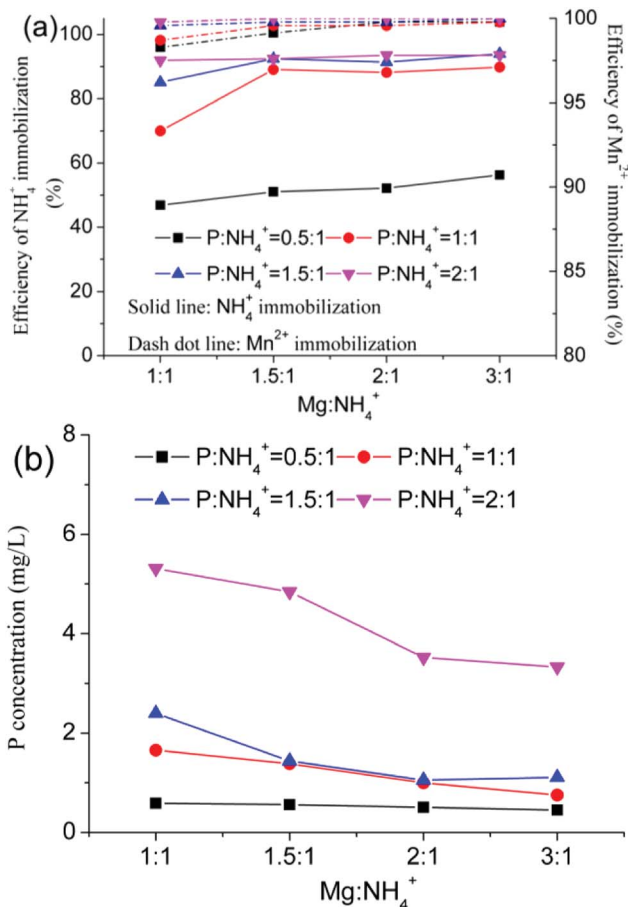 (a)
100
80
60
40
20
0
Efficiency of NH₄⁺ immobilization
(%)
100
95
90
85
80
Efficiency of Mn²⁺
immobilization (%)
P:NH₄⁺=0.5:1 P:NH₄⁺=1:1
P:NH₄⁺=1.5:1 P:NH₄⁺=2:1
Solid line: NH₄⁺ immobilization
Dash dot line: Mn²⁺ immobilization
1:1 1.5:1 2:1 3:1
Mg:NH₄⁺
(b)
8
6
4
2
0
P concentration (mg/L)
P:NH₄⁺=0.5:1 P:NH₄⁺=1:1
P:NH₄⁺=1.5:1 P:NH₄⁺=2:1
1:1 1.5:1 2:1 3:1
Mg:NH₄⁺